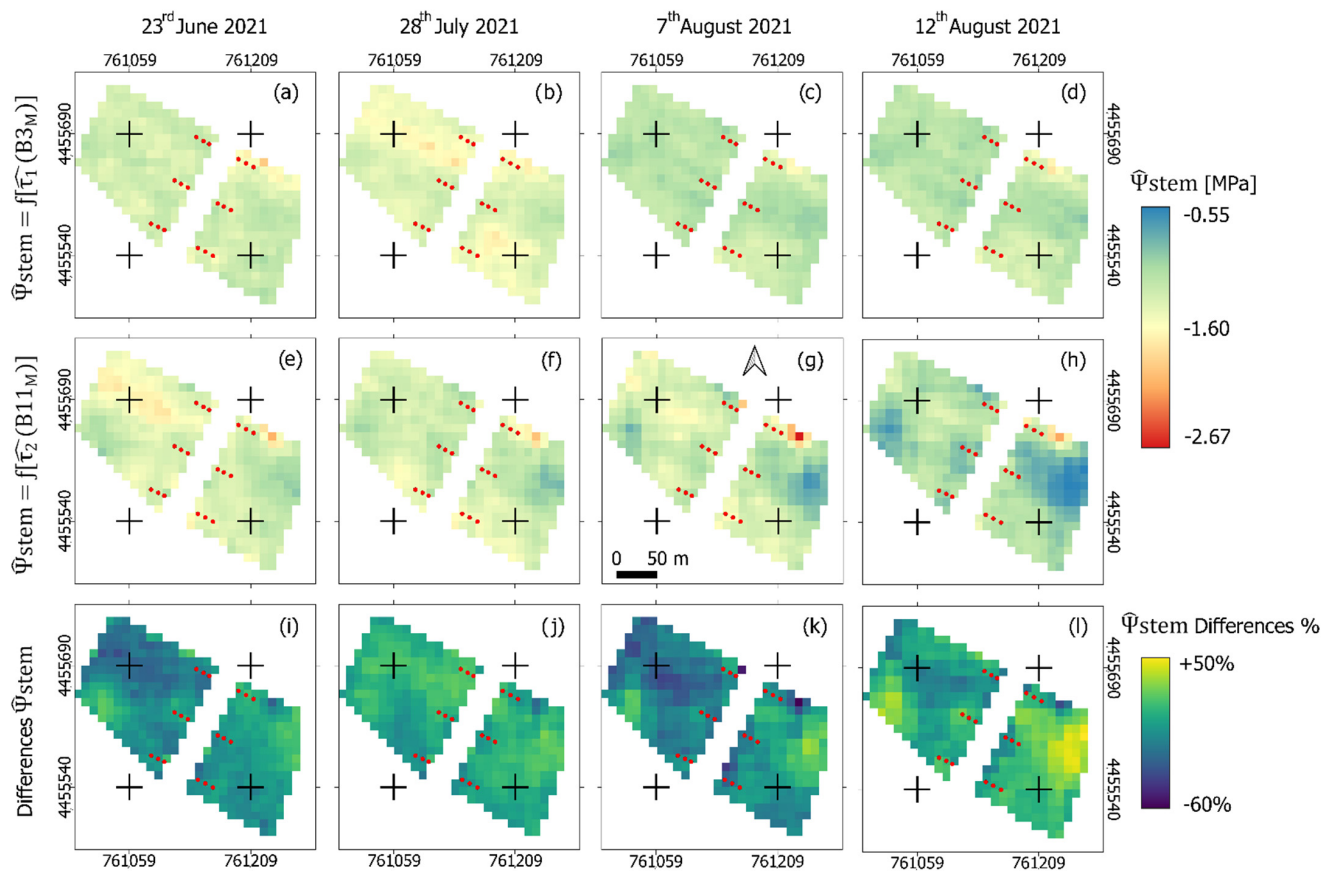 23rd June 2021 28th July 2021 7th August 2021 12th August 2021
761059 761209 761059 761209 761059 761209 761059 761209
Ψ̂stem = f[τ̂1 (B3M)]
4455690
4455540
(a) (b) (c) (d)
4455690
4455540
Ψ̂stem [MPa]
-0.55
-1.60
-2.67
Ψ̂stem = f[τ̂2 (B11M)]
4455690
4455540
(e) (f) (g) (h)
0 50 m
4455690
4455540
Differences Ψ̂stem
4455690
4455540
(i) (j) (k) (l)
4455690
4455540
Ψ̂stem Differences %
+50%
-60%
761059 761209 761059 761209 761059 761209 761059 761209